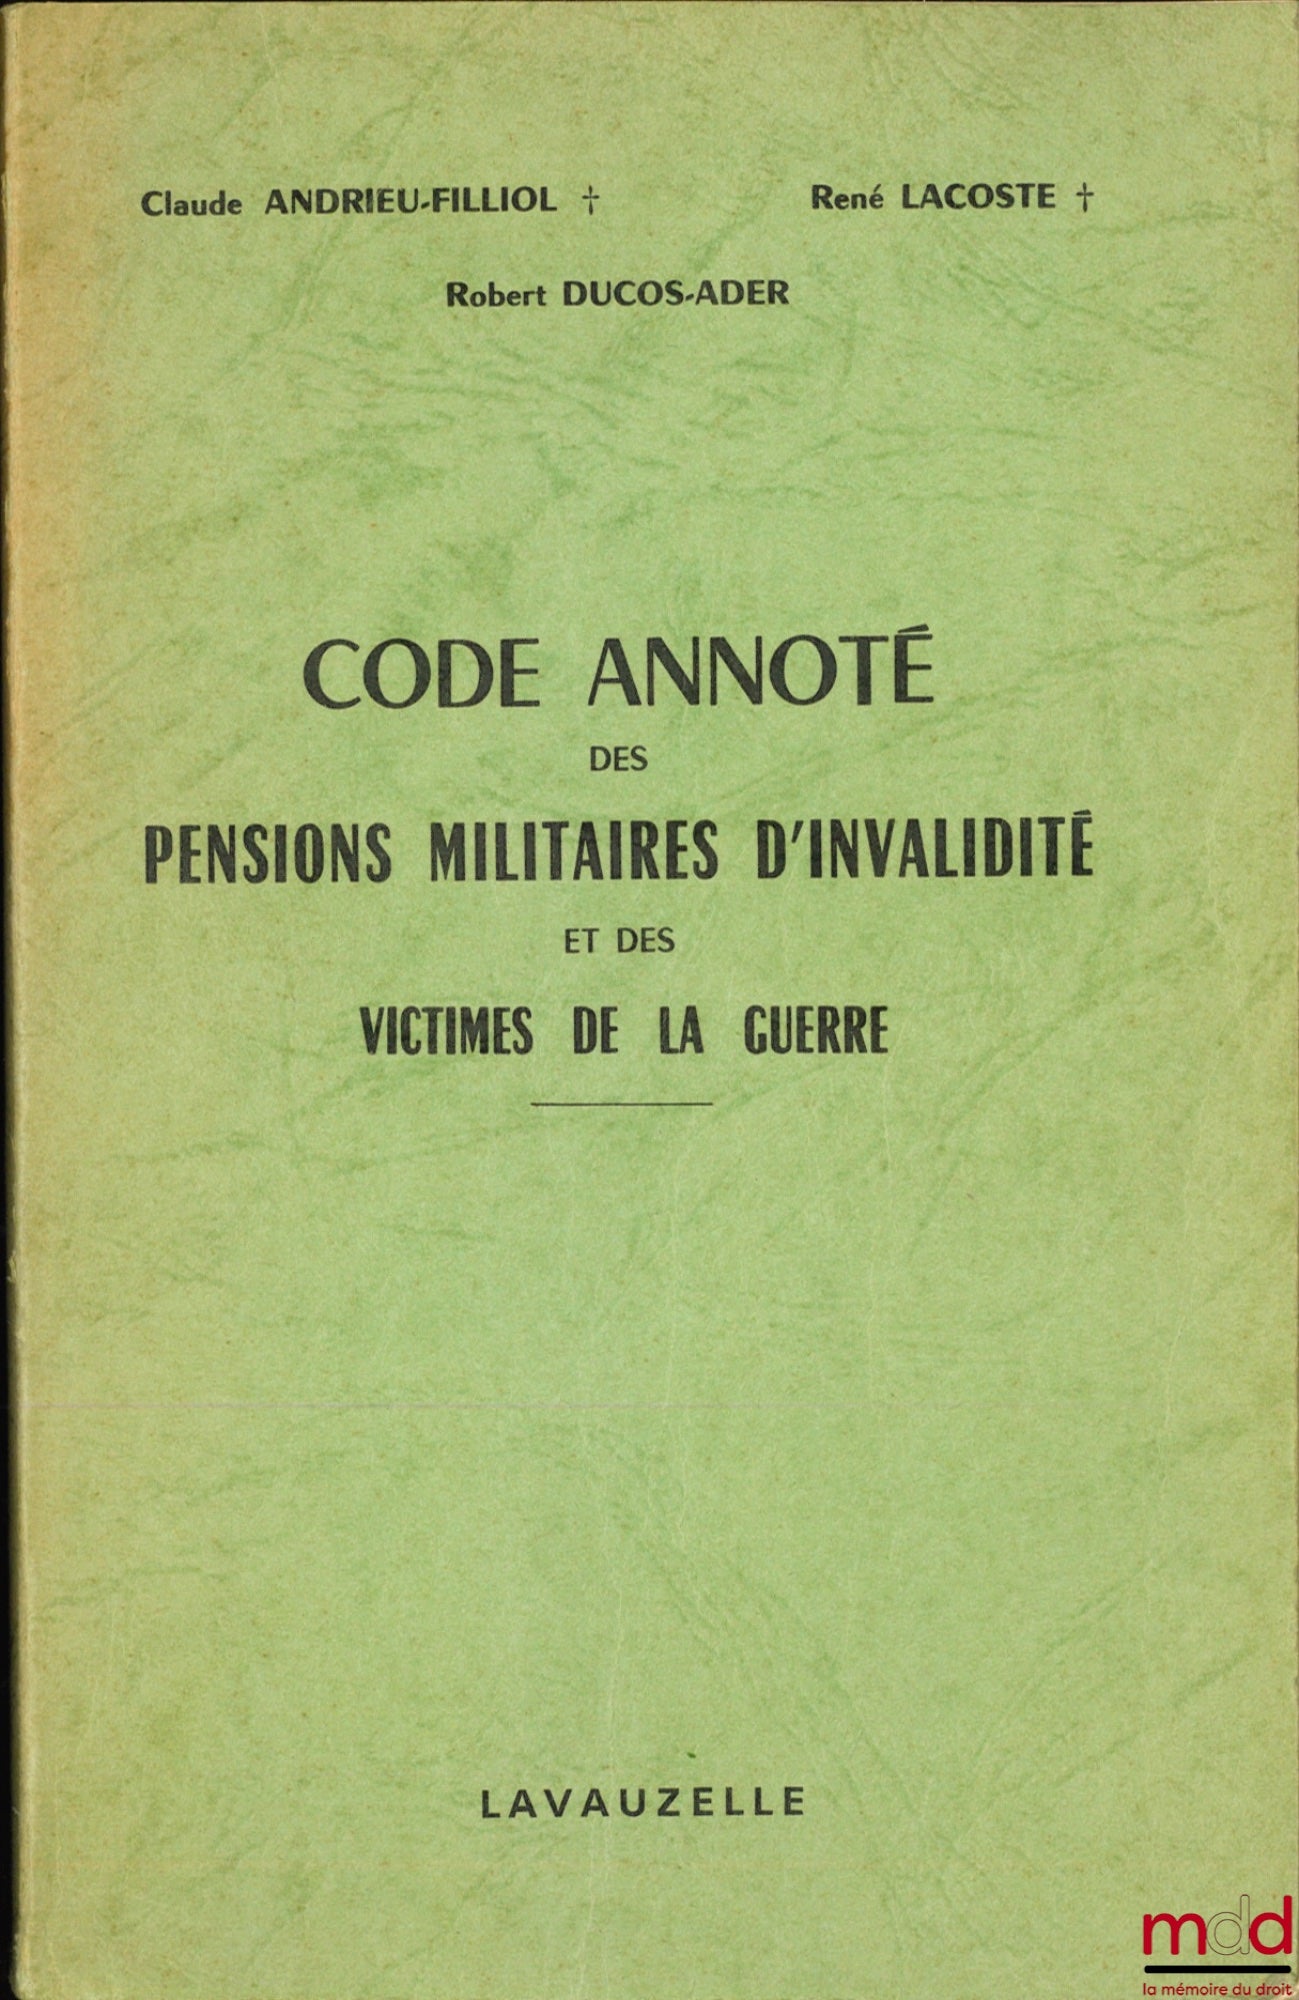 Claude ANDRIEU-FILLIOL † René LACOSTE †
Robert DUCOS-ADER
CODE ANNOTÉ
DES
PENSIONS MILITAIRES D'INVALIDITÉ
ET DES
VICTIMES DE LA GUERRE
LAVAUZELLE
mdd
la mémoire du droit